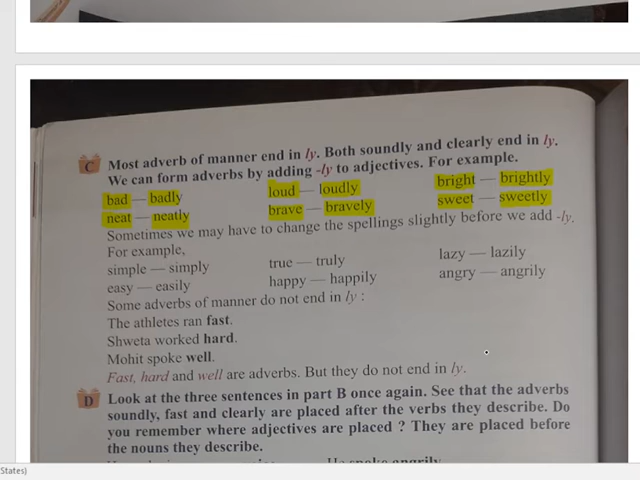 C Most adverb of manner end in ly. Both soundly and clearly end in ly.
We can form adverbs by adding -ly to adjectives. For example.
bad — badly loud — loudly bright — brightly
neat — neatly brave — bravely sweet — sweetly
Sometimes we may have to change the spellings slightly before we add -ly.
For example,
simple — simply true — truly lazy — lazily
easy — easily happy — happily angry — angrily
Some adverbs of manner do not end in ly :
The athletes ran fast.
Shweta worked hard.
Mohit spoke well.
Fast, hard and well are adverbs. But they do not end in ly.
D Look at the three sentences in part B once again. See that the adverbs
soundly, fast and clearly are placed after the verbs they describe. Do
you remember where adjectives are placed ? They are placed before
the nouns they describe.
He spoke angrily
States)